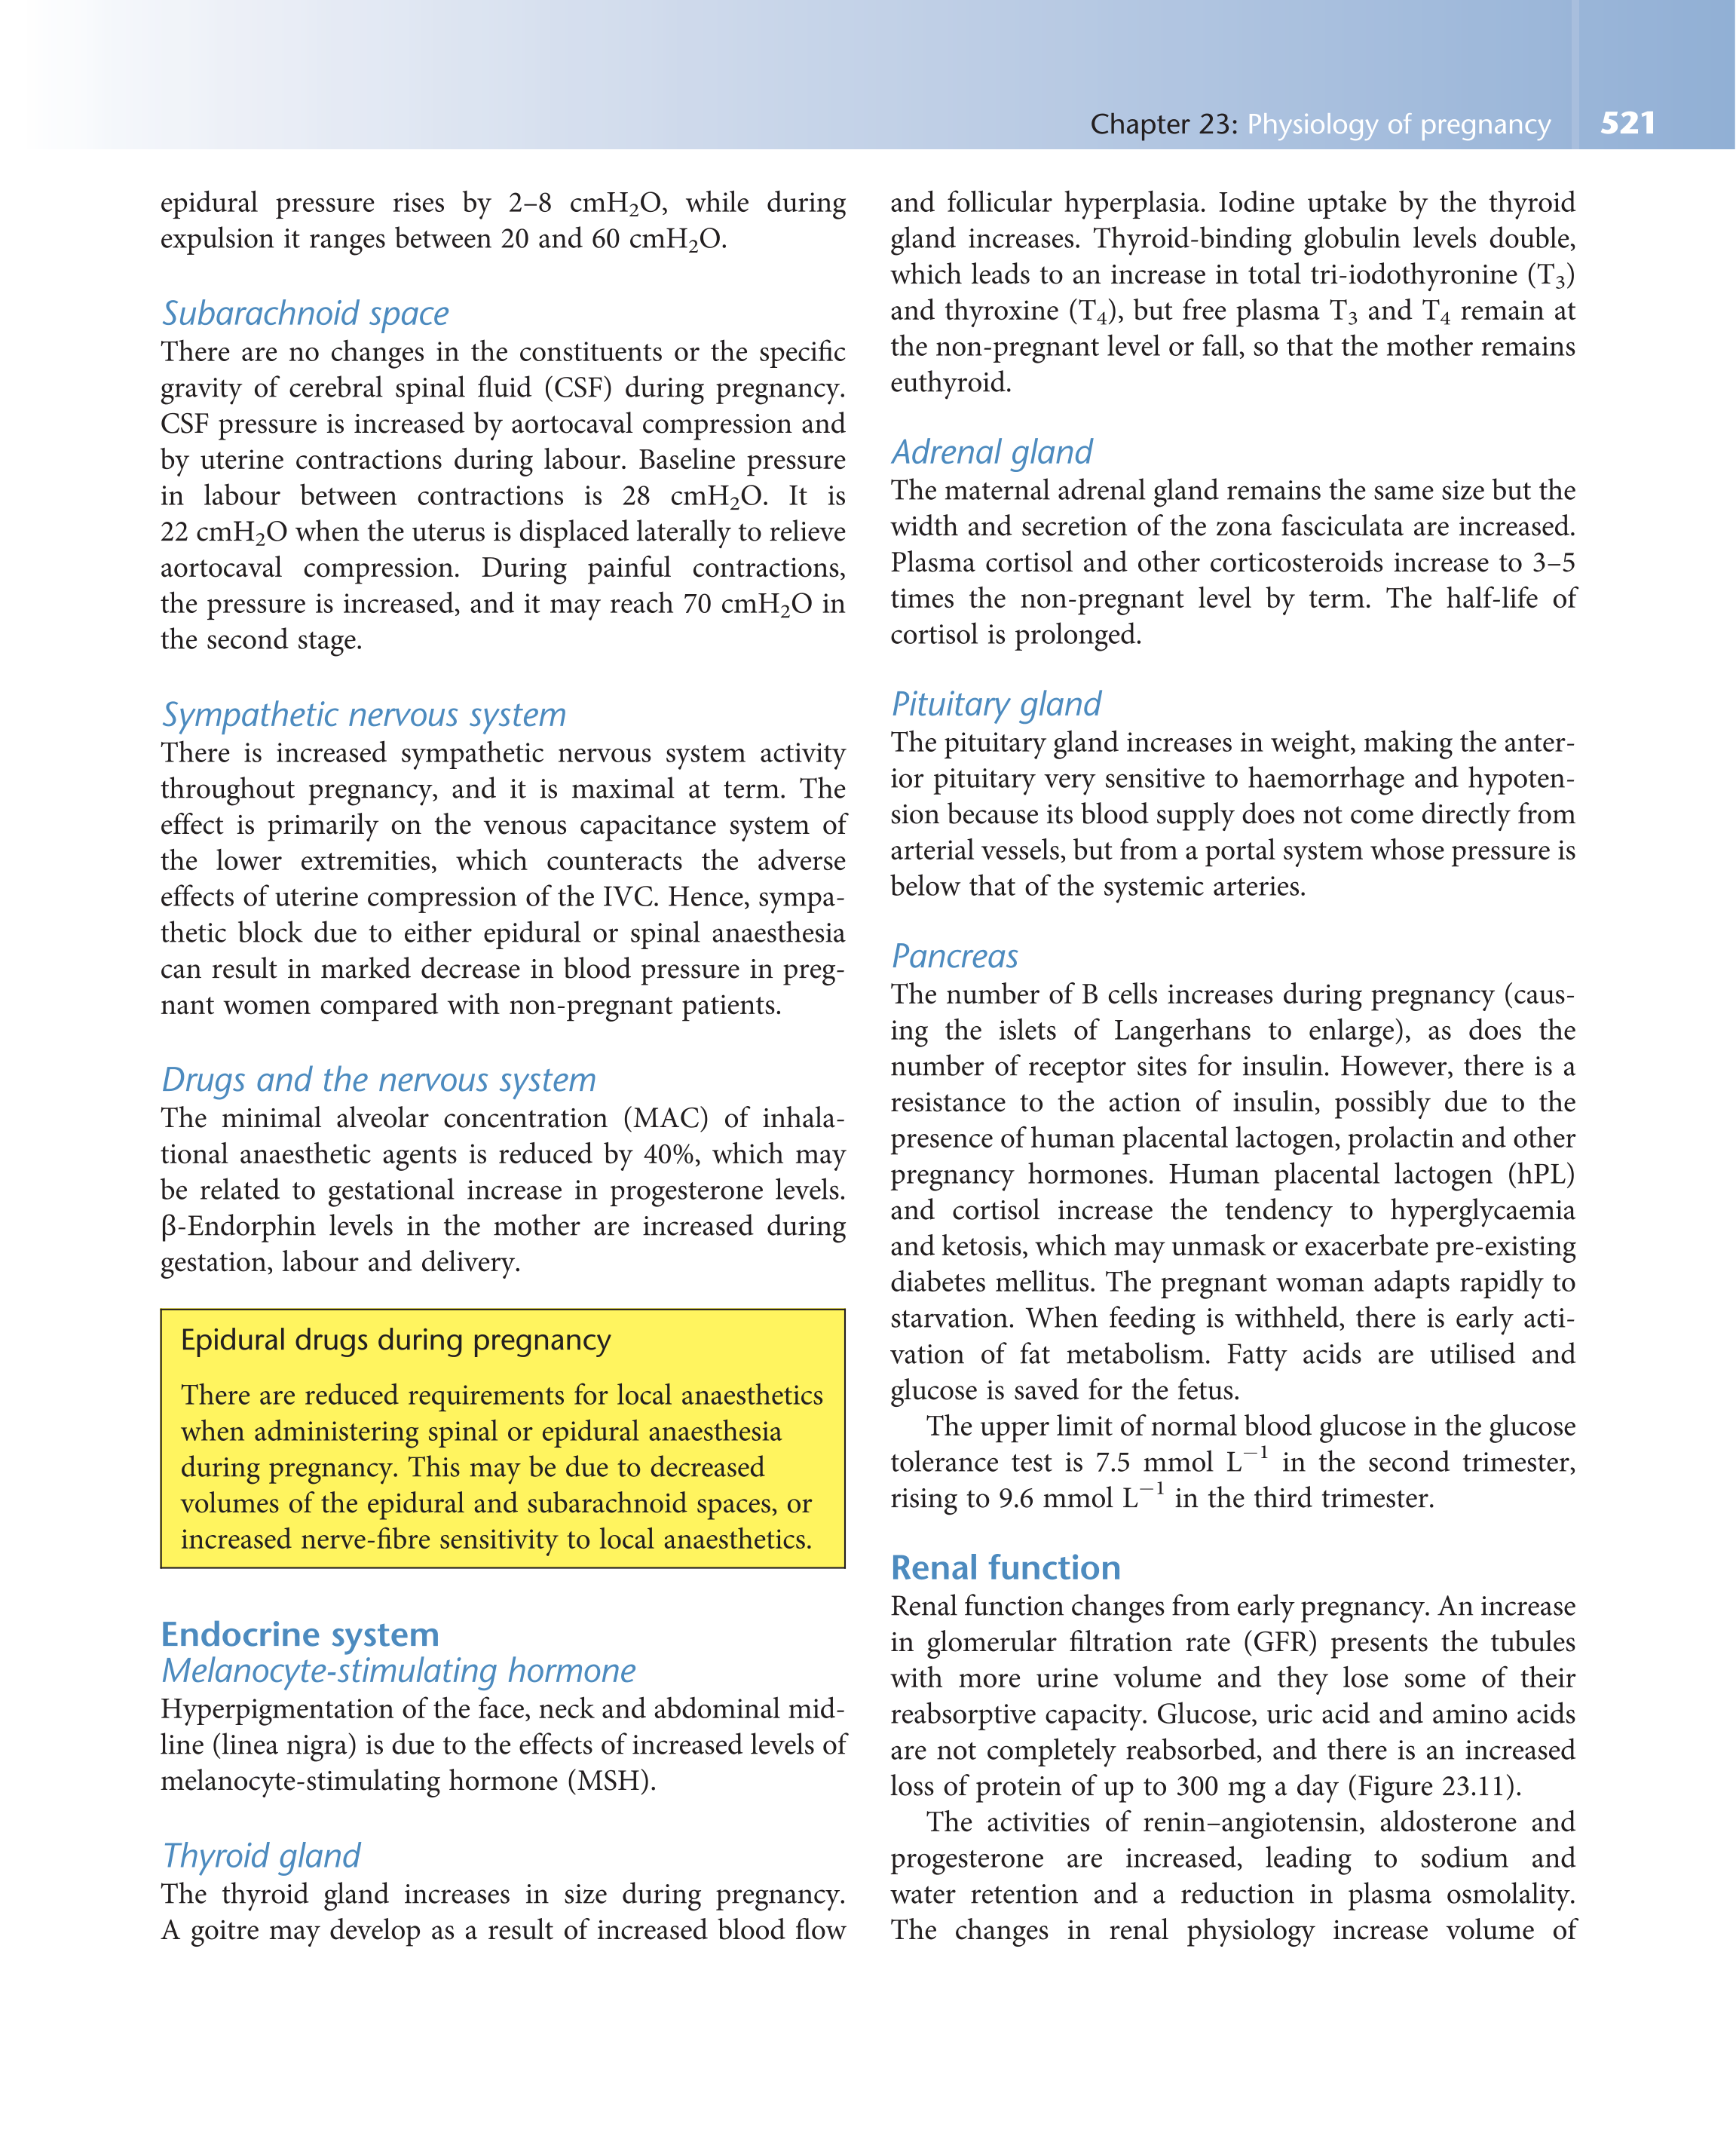 Chapter 23: Physiology of pregnancy 521
epidural pressure rises by 2–8 cmH₂O, while during
expulsion it ranges between 20 and 60 cmH₂O.
Subarachnoid space
There are no changes in the constituents or the specific
gravity of cerebral spinal fluid (CSF) during pregnancy.
CSF pressure is increased by aortocaval compression and
by uterine contractions during labour. Baseline pressure
in labour between contractions is 28 cmH₂O. It is
22 cmH₂O when the uterus is displaced laterally to relieve
aortocaval compression. During painful contractions,
the pressure is increased, and it may reach 70 cmH₂O in
the second stage.
Sympathetic nervous system
There is increased sympathetic nervous system activity
throughout pregnancy, and it is maximal at term. The
effect is primarily on the venous capacitance system of
the lower extremities, which counteracts the adverse
effects of uterine compression of the IVC. Hence, sympa-
thetic block due to either epidural or spinal anaesthesia
can result in marked decrease in blood pressure in preg-
nant women compared with non-pregnant patients.
Drugs and the nervous system
The minimal alveolar concentration (MAC) of inhala-
tional anaesthetic agents is reduced by 40%, which may
be related to gestational increase in progesterone levels.
β-Endorphin levels in the mother are increased during
gestation, labour and delivery.
Epidural drugs during pregnancy
There are reduced requirements for local anaesthetics
when administering spinal or epidural anaesthesia
during pregnancy. This may be due to decreased
volumes of the epidural and subarachnoid spaces, or
increased nerve-fibre sensitivity to local anaesthetics.
Endocrine system
Melanocyte-stimulating hormone
Hyperpigmentation of the face, neck and abdominal mid-
line (linea nigra) is due to the effects of increased levels of
melanocyte-stimulating hormone (MSH).
Thyroid gland
The thyroid gland increases in size during pregnancy.
A goitre may develop as a result of increased blood flow
and follicular hyperplasia. Iodine uptake by the thyroid
gland increases. Thyroid-binding globulin levels double,
which leads to an increase in total tri-iodothyronine (T₃)
and thyroxine (T₄), but free plasma T₃ and T₄ remain at
the non-pregnant level or fall, so that the mother remains
euthyroid.
Adrenal gland
The maternal adrenal gland remains the same size but the
width and secretion of the zona fasciculata are increased.
Plasma cortisol and other corticosteroids increase to 3–5
times the non-pregnant level by term. The half-life of
cortisol is prolonged.
Pituitary gland
The pituitary gland increases in weight, making the anter-
ior pituitary very sensitive to haemorrhage and hypoten-
sion because its blood supply does not come directly from
arterial vessels, but from a portal system whose pressure is
below that of the systemic arteries.
Pancreas
The number of B cells increases during pregnancy (caus-
ing the islets of Langerhans to enlarge), as does the
number of receptor sites for insulin. However, there is a
resistance to the action of insulin, possibly due to the
presence of human placental lactogen, prolactin and other
pregnancy hormones. Human placental lactogen (hPL)
and cortisol increase the tendency to hyperglycaemia
and ketosis, which may unmask or exacerbate pre-existing
diabetes mellitus. The pregnant woman adapts rapidly to
starvation. When feeding is withheld, there is early acti-
vation of fat metabolism. Fatty acids are utilised and
glucose is saved for the fetus.
The upper limit of normal blood glucose in the glucose
tolerance test is 7.5 mmol L⁻¹ in the second trimester,
rising to 9.6 mmol L⁻¹ in the third trimester.
Renal function
Renal function changes from early pregnancy. An increase
in glomerular filtration rate (GFR) presents the tubules
with more urine volume and they lose some of their
reabsorptive capacity. Glucose, uric acid and amino acids
are not completely reabsorbed, and there is an increased
loss of protein of up to 300 mg a day (Figure 23.11).
The activities of renin–angiotensin, aldosterone and
progesterone are increased, leading to sodium and
water retention and a reduction in plasma osmolality.
The changes in renal physiology increase volume of